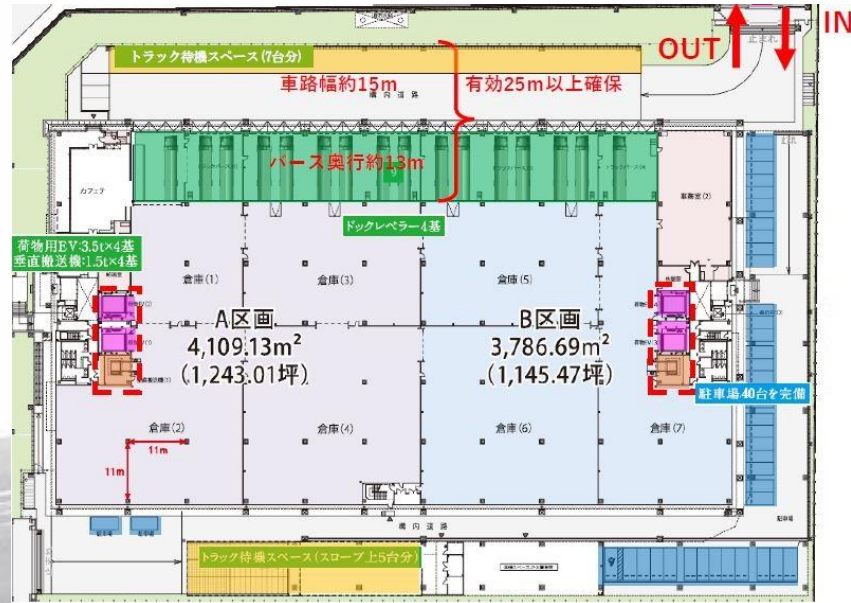 IN
OUT
止まれ
トラック待機スペース(7台分)
車路幅約15m
有効25m以上確保
構内道路
バース奥行約13m
カフェテ
事務室(2)
ドックレベラー4基
荷物用EV:3.5t×4基
垂直搬送機:1.5t×4基
倉庫(1)
倉庫(3)
倉庫(5)
A区画
4,109.13m²
(1,243.01坪)
B区画
3,786.69m²
(1,145.47坪)
駐車場40台を完備
倉庫(2)
倉庫(4)
倉庫(6)
倉庫(7)
11m
11m
構内道路
駐車場
トラック待機スペース(スロープ上5台分)